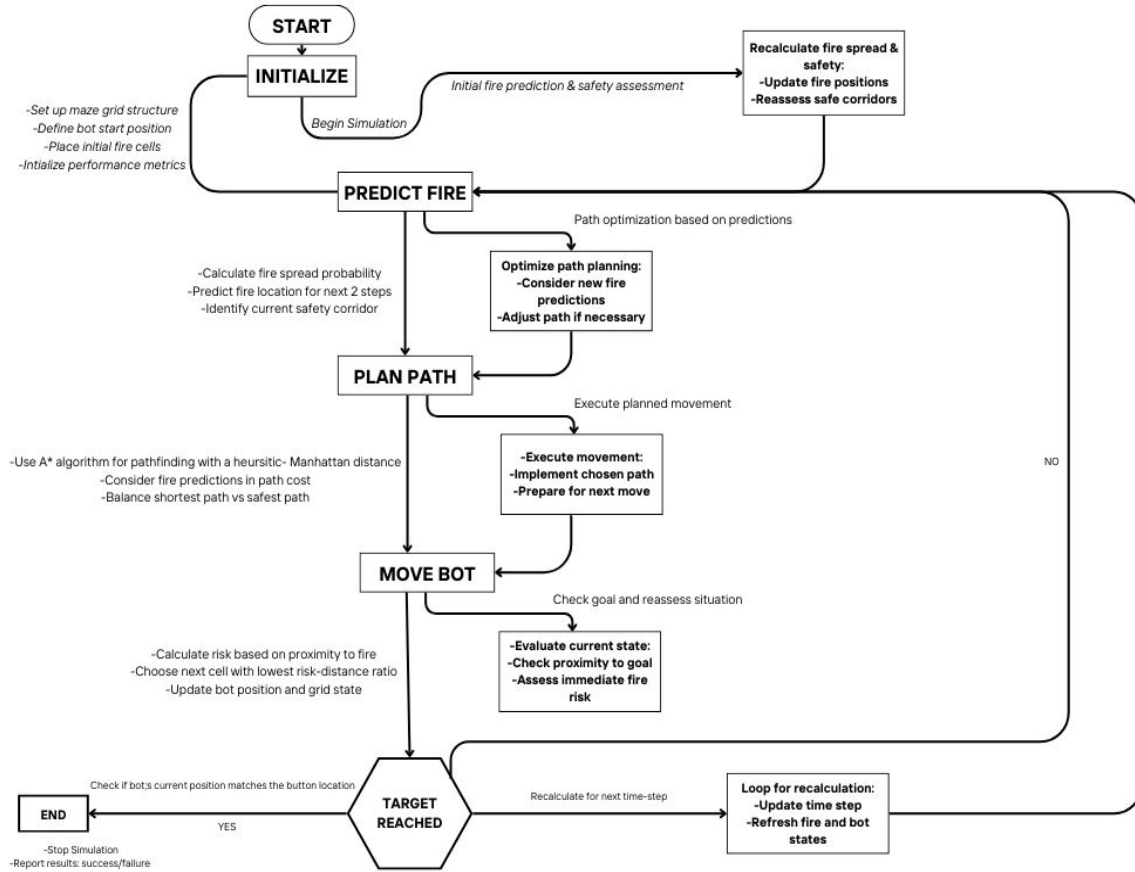 START
INITIALIZE
-Set up maze grid structure
-Define bot start position
-Place initial fire cells
-Intialize performance metrics
Begin Simulation
Initial fire prediction & safety assessment
Recalculate fire spread &
safety:
-Update fire positions
-Reassess safe corridors
PREDICT FIRE
Path optimization based on predictions
-Calculate fire spread probability
-Predict fire location for next 2 steps
-Identify current safety corridor
Optimize path planning:
-Consider new fire
predictions
-Adjust path if necessary
PLAN PATH
Execute planned movement
-Use A* algorithm for pathfinding with a heursitic- Manhattan distance
-Consider fire predictions in path cost
-Balance shortest path vs safest path
-Execute movement:
-Implement chosen path
-Prepare for next move
NO
MOVE BOT
Check goal and reassess situation
-Calculate risk based on proximity to fire
-Choose next cell with lowest risk-distance ratio
-Update bot position and grid state
-Evaluate current state:
-Check proximity to goal
-Assess immediate fire
risk
Check if bot;s current position matches the button location
END
YES
-Stop Simulation
-Report results: success/failure
TARGET
REACHED
Recalculate for next time-step
Loop for recalculation:
-Update time step
-Refresh fire and bot
states